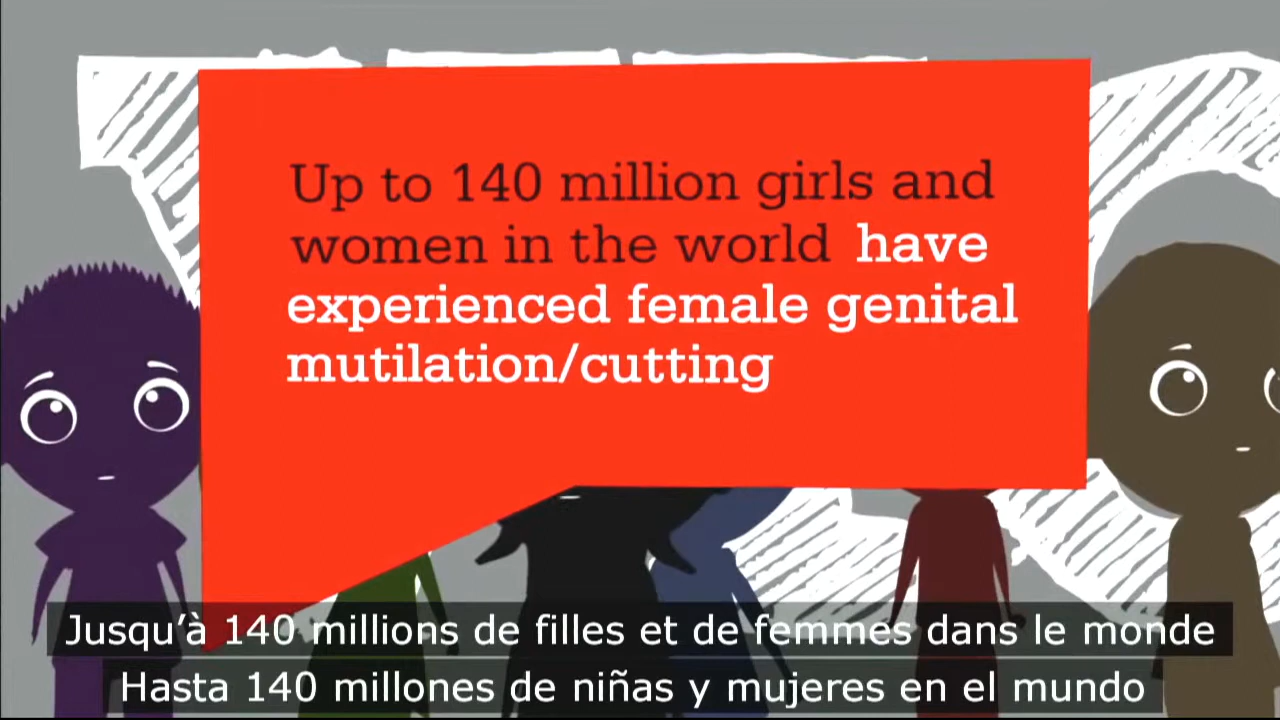 Up to 140 million girls and
women in the world have
experienced female genital
mutilation/cutting
Jusqu’à 140 millions de filles et de femmes dans le monde
Hasta 140 millones de niñas y mujeres en el mundo